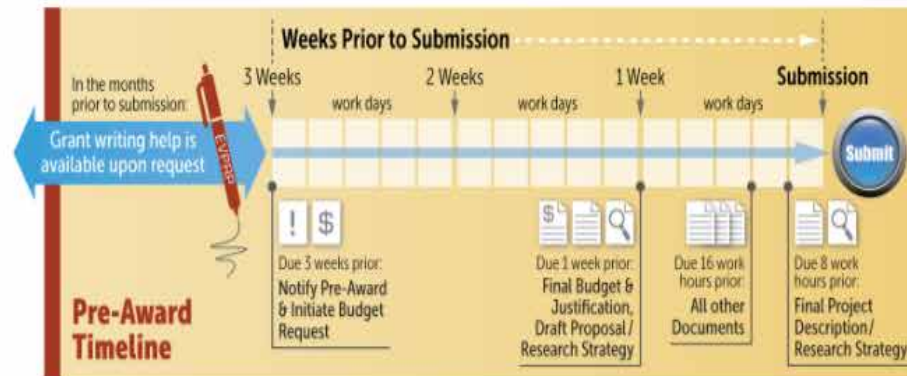 Weeks Prior to Submission
In the months
prior to submission:
3 Weeks
2 Weeks
1 Week
Submission
work days
work days
work days
Grant writing help is
available upon request
EVPRP
Submit
! $
$
Due 3 weeks prior:
Notify Pre-Award
& Initiate Budget
Request
Due 1 week prior:
Final Budget &
Justification,
Draft Proposal/
Research Strategy
Due 16 work
hours prior:
All other
Documents
Due 8 work
hours prior:
Final Project
Description/
Research Strategy
Pre-Award
Timeline